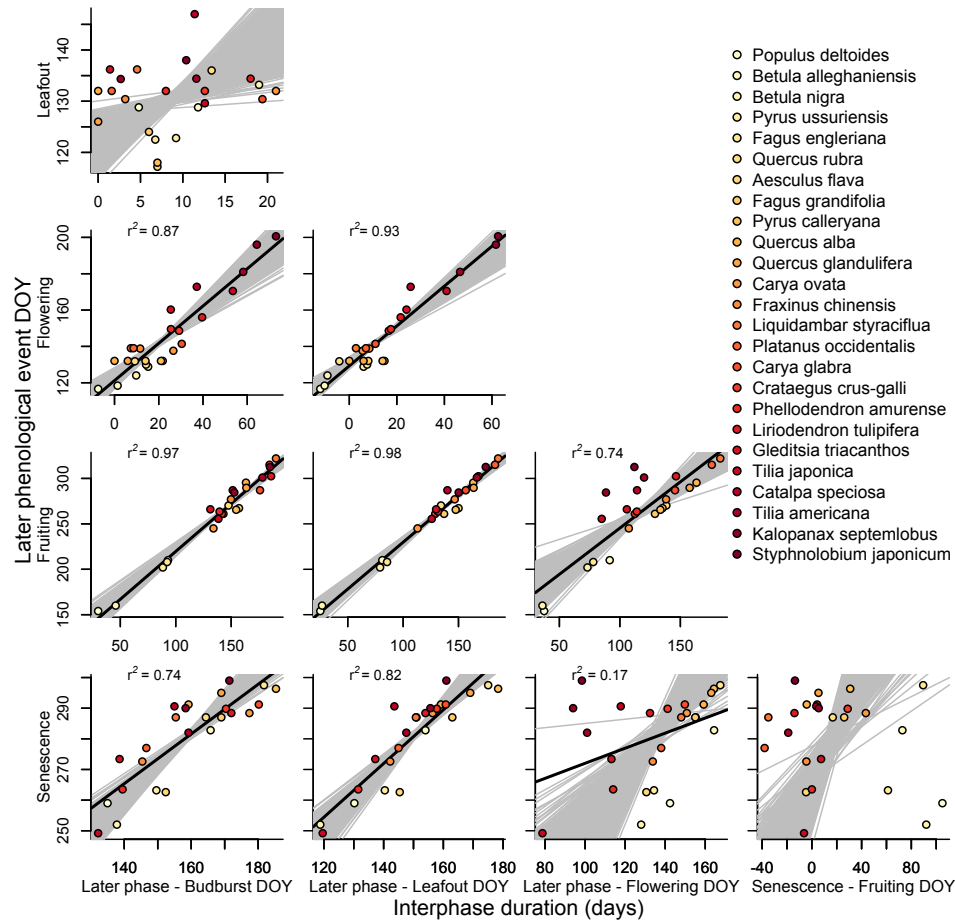 Later phenological event DOY
Leafout
140
130
120
0 5 10 15 20
Populus deltoides
Betula alleghaniensis
Betula nigra
Pyrus ussuriensis
Fagus engleriana
Quercus rubra
Aesculus flava
Fagus grandifolia
Pyrus calleryana
Quercus alba
Quercus glandulifera
Carya ovata
Fraxinus chinensis
Liquidambar styraciflua
Platanus occidentalis
Carya glabra
Crataegus crus-galli
Phellodendron amurense
Liriodendron tulipifera
Gleditsia triacanthos
Tilia japonica
Catalpa speciosa
Tilia americana
Kalopanax septemlobus
Styphnolobium japonicum
Flowering
200
160
120
r²= 0.87
0 20 40 60
r²= 0.93
0 20 40 60
Fruiting
300
250
200
150
r²= 0.97
50 100 150
r²= 0.98
50 100 150
r²= 0.74
50 100 150
Senescence
290
270
250
r²= 0.74
140 160 180
Later phase - Budburst DOY
r²= 0.82
120 140 160 180
Later phase - Leafout DOY
r²= 0.17
80 100 120 140 160
Later phase - Flowering DOY
-40 0 20 40 60 80
Senescence - Fruiting DOY
Interphase duration (days)